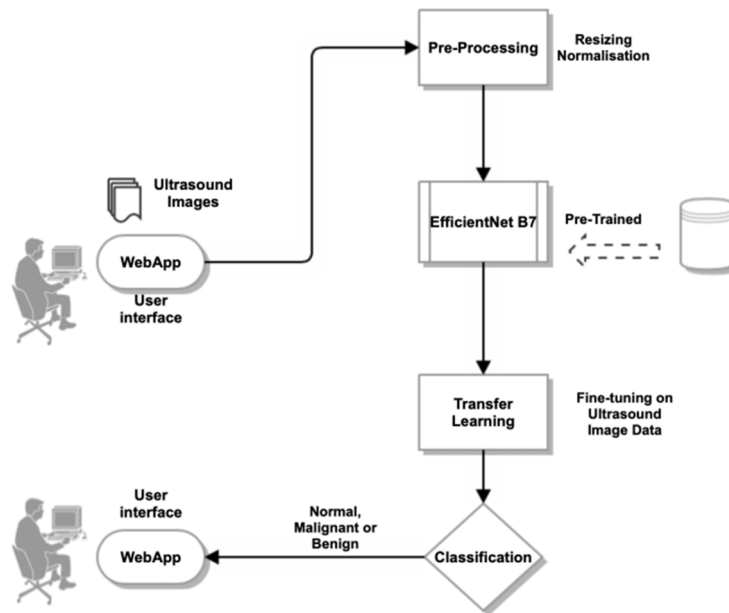 Pre-Processing
Resizing
Normalisation
Ultrasound
Images
WebApp
User
interface
EfficientNet B7
Pre-Trained
Transfer
Learning
Fine-tuning on
Ultrasound
Image Data
User
interface
WebApp
Normal,
Malignant or
Benign
Classification